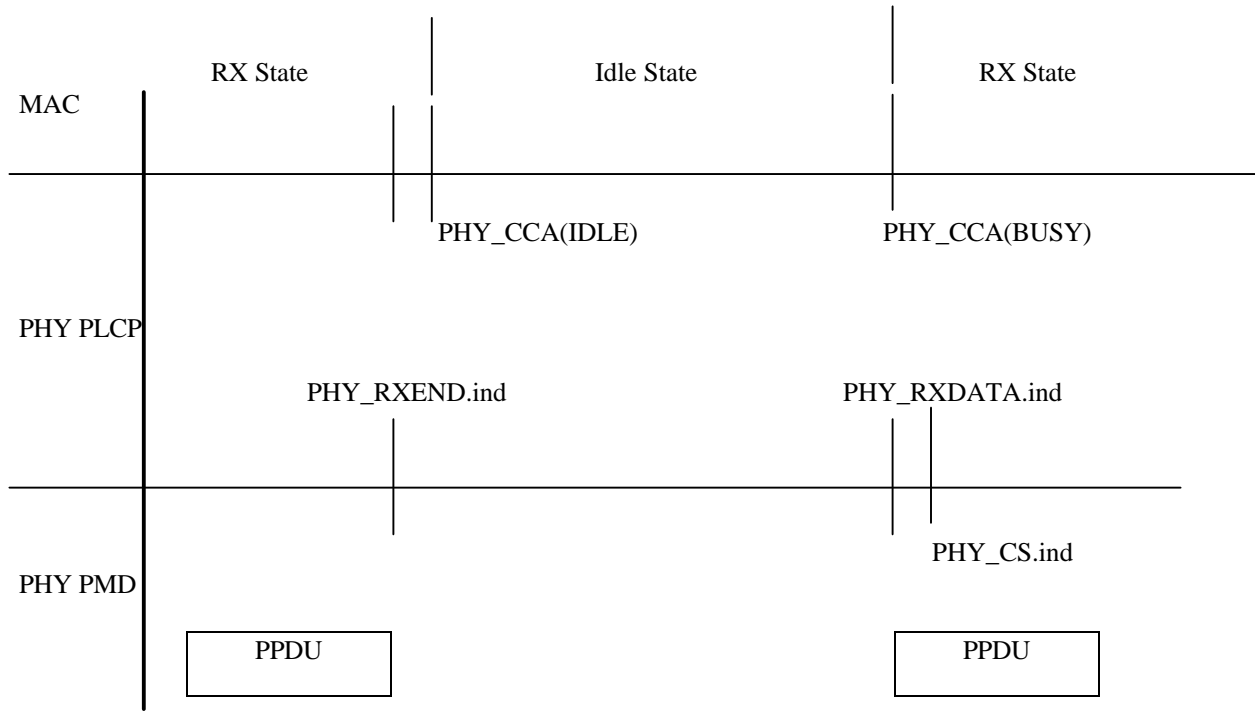 RX State Idle State RX State
MAC
PHY_CCA(IDLE) PHY_CCA(BUSY)
PHY PLCP
PHY_RXEND.ind PHY_RXDATA.ind
PHY_CS.ind
PHY PMD
PPDU PPDU